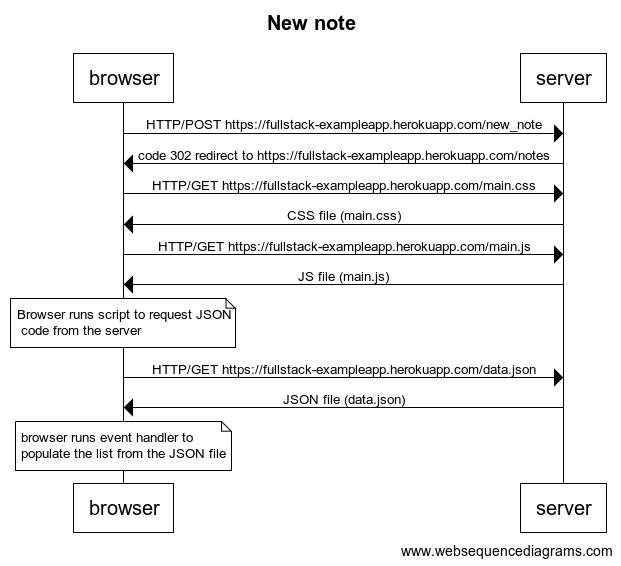 New note
browser
server
HTTP/POST https://fullstack-exampleapp.herokuapp.com/new_note
code 302 redirect to https://fullstack-exampleapp.herokuapp.com/notes
HTTP/GET https://fullstack-exampleapp.herokuapp.com/main.css
CSS file (main.css)
HTTP/GET https://fullstack-exampleapp.herokuapp.com/main.js
JS file (main.js)
Browser runs script to request JSON
code from the server
HTTP/GET https://fullstack-exampleapp.herokuapp.com/data.json
JSON file (data.json)
browser runs event handler to
populate the list from the JSON file
browser
server
www.websequencediagrams.com